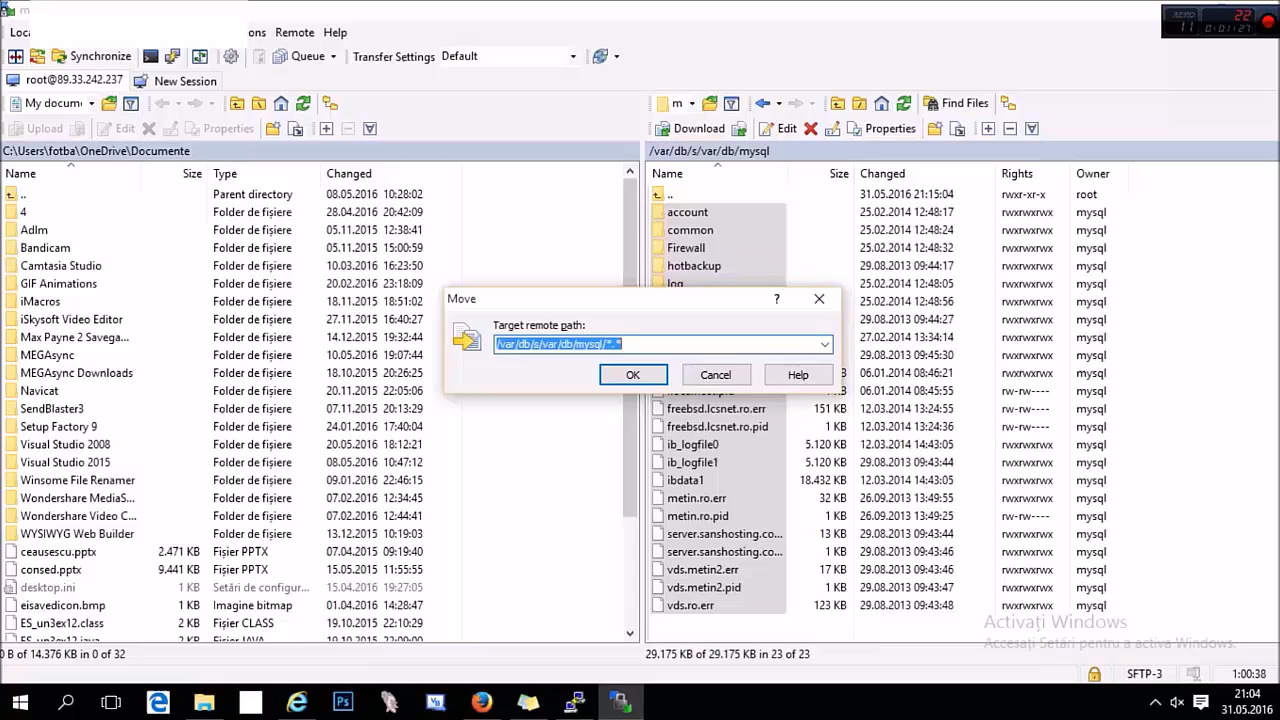 m
22
11
0:01:27
Loca
ons Remote Help
Synchronize
Queue
Transfer Settings Default
root@89.33.242.237
New Session
My docum
m
Find Files
Upload
Edit
Properties
Download
Edit
Properties
C:\Users\fotba\OneDrive\Documente
/var/db/s/var/db/mysql
Name Size Type Changed
Name Size Changed Rights Owner
.. Parent directory 08.05.2016 10:28:02
4 Folder de fișiere 28.04.2016 20:42:09
Adlm Folder de fișiere 05.11.2015 12:38:41
Bandicam Folder de fișiere 05.11.2015 15:00:59
Camtasia Studio Folder de fișiere 10.03.2016 16:23:50
GIF Animations Folder de fișiere 20.02.2016 23:18:09
iMacros Folder de fișiere 18.11.2015 18:51:02
iSkysoft Video Editor Folder de fișiere 27.11.2015 16:40:27
Max Payne 2 Savega... Folder de fișiere 13.12.2015 12:19:38
MEGAsync Folder de fișiere 10.05.2016 19:07:44
MEGAsync Downloads Folder de fișiere 18.05.2016 20:26:25
Navicat Folder de fișiere 20.11.2015 22:05:06
SendBlaster3 Folder de fișiere 07.11.2015 20:13:29
Setup Factory 9 Folder de fișiere 24.01.2016 17:40:04
Visual Studio 2008 Folder de fișiere 20.05.2016 18:12:21
Visual Studio 2015 Folder de fișiere 08.05.2016 10:47:12
Winsome File Renamer Folder de fișiere 09.01.2016 22:46:15
Wondershare MediaS... Folder de fișiere 07.02.2016 12:34:45
Wondershare Video C... Folder de fișiere 07.02.2016 12:44:41
WYSIWYG Web Builder Folder de fișiere 13.12.2015 10:19:03
ceausescu.pptx 2.471 KB Fișier PPTX 07.04.2015 09:19:40
consed.pptx 9.441 KB Fișier PPTX 15.05.2015 11:55:55
desktop.ini 1 KB Setări de configur... 15.04.2016 19:27:05
eisavedicon.bmp 1 KB Imagine bitmap 01.04.2016 14:28:47
ES_un3ex12.class 2 KB Fișier CLASS 19.10.2015 22:10:29
ES_un3ex12.java 1 KB Fișier JAVA 19.10.2015 22:09:00
.. 31.05.2016 21:15:04 rwxr-xr-x root
account 25.02.2014 12:48:17 rwxrwxrwx mysql
common 25.02.2014 12:48:24 rwxrwxrwx mysql
Firewall 25.02.2014 12:48:32 rwxrwxrwx mysql
hotbackup 29.08.2013 09:44:17 rwxrwxrwx mysql
log 25.02.2014 12:48:48 rwxrwxrwx mysql
25.02.2014 12:48:56 rwxrwxrwx mysql
29.08.2013 09:44:32 rwxrwxrwx mysql
27.02.2014 13:34:14 rwxrwxrwx mysql
29.08.2013 09:45:30 rwxrwxrwx mysql
06.01.2014 08:46:21 rw-rw---- mysql
06.01.2014 08:45:55 rw-rw---- mysql
freebsd.lcsnet.ro.err 151 KB 12.03.2014 13:24:55 rw-rw---- mysql
freebsd.lcsnet.ro.pid 1 KB 12.03.2014 13:24:36 rw-rw---- mysql
ib_logfile0 5.120 KB 12.03.2014 14:43:05 rwxrwxrwx mysql
ib_logfile1 5.120 KB 29.08.2013 09:43:44 rwxrwxrwx mysql
ibdata1 18.432 KB 12.03.2014 14:43:05 rwxrwxrwx mysql
metin.ro.err 32 KB 26.09.2013 13:49:55 rwxrwxrwx mysql
metin.ro.pid 1 KB 26.09.2013 13:49:25 rw-rw---- mysql
server.sanshosting.co... 13 KB 29.08.2013 09:43:44 rwxrwxrwx mysql
server.sanshosting.co... 1 KB 29.08.2013 09:43:46 rwxrwxrwx mysql
vds.metin2.err 17 KB 29.08.2013 09:43:46 rwxrwxrwx mysql
vds.metin2.pid 1 KB 29.08.2013 09:43:47 rwxrwxrwx mysql
vds.ro.err 123 KB 29.08.2013 09:43:48 rwxrwxrwx mysql
Move
?
Target remote path:
/var/db/s/var/db/mysql/*.*
OK Cancel Help
Activați Windows
Accesați Setări pentru a activa Windows.
0 B of 14.376 KB in 0 of 32
29.175 KB of 29.175 KB in 23 of 23
SFTP-3
1:00:38
21:04
31.05.2016